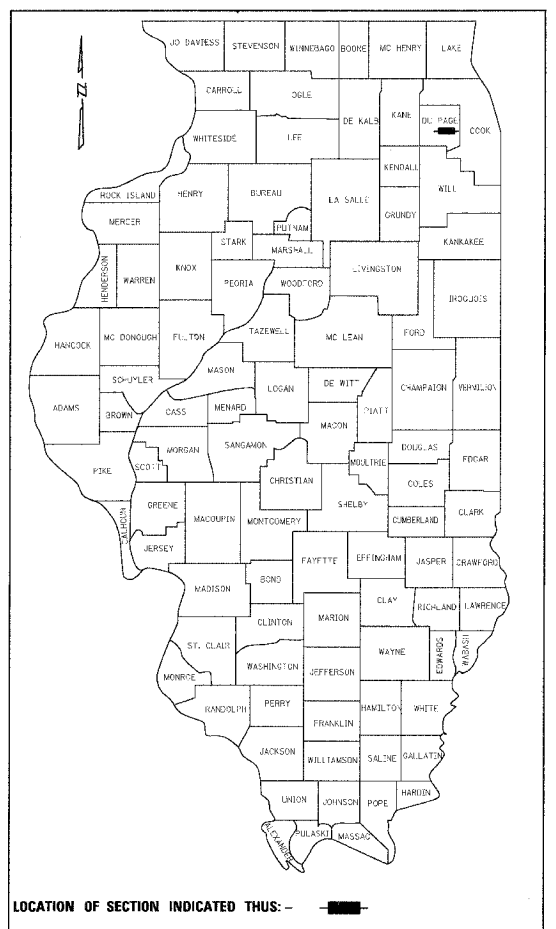 JO DAVIESS
STEVENSON
WINNEBAGO
BOONE
MC HENRY
LAKE
CARROLL
OGLE
DE KALB
KANE
DU PAGE
COOK
WHITESIDE
LEE
KENDALL
WILL
ROCK ISLAND
HENRY
BUREAU
LA SALLE
GRUNDY
MERCER
PUTNAM
KANKAKEE
STARK
MARSHALL
HENDERSON
WARREN
KNOX
PEORIA
WOODFORD
LIVINGSTON
IROQUOIS
HANCOCK
MC DONOUGH
FULTON
TAZEWELL
MC LEAN
FORD
SCHUYLER
MASON
LOGAN
DE WITT
CHAMPAIGN
VERMILION
ADAMS
BROWN
CASS
MENARD
MACON
PIATT
PIKE
SCOTT
MORGAN
SANGAMON
CHRISTIAN
MOULTRIE
DOUGLAS
EDGAR
COLES
CALHOUN
GREENE
MACOUPIN
MONTGOMERY
SHELBY
CUMBERLAND
CLARK
JERSEY
FAYETTE
EFFINGHAM
JASPER
CRAWFORD
MADISON
BOND
CLAY
RICHLAND
LAWRENCE
CLINTON
MARION
ST. CLAIR
WASHINGTON
WAYNE
EDWARDS
WABASH
MONROE
JEFFERSON
RANDOLPH
PERRY
HAMILTON
WHITE
FRANKLIN
JACKSON
WILLIAMSON
SALINE
GALLATIN
UNION
JOHNSON
POPE
HARDIN
ALEXANDER
PULASKI
MASSAC
LOCATION OF SECTION INDICATED THUS: -